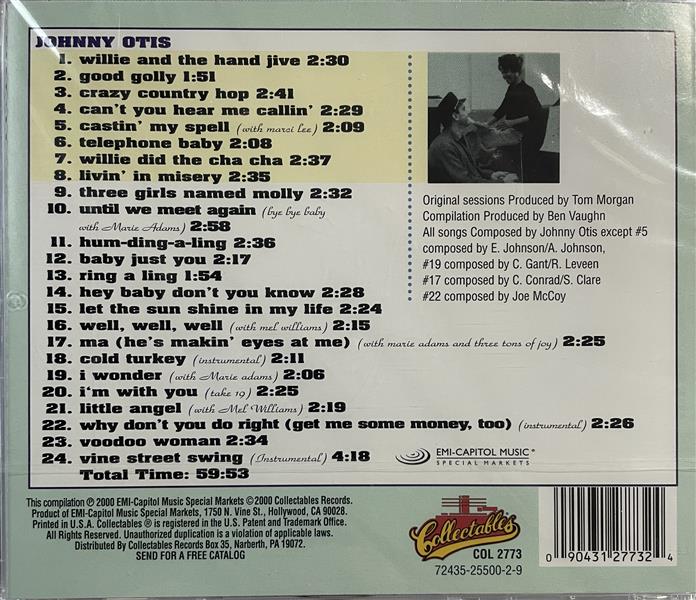 JOHNNY OTIS
1. willie and the hand jive 2:30
2. good golly 1:51
3. crazy country hop 2:41
4. can't you hear me callin' 2:29
5. castin' my spell (with marci lee) 2:09
6. telephone baby 2:08
7. willie did the cha cha 2:37
8. livin' in misery 2:35
9. three girls named molly 2:32
10. until we meet again (bye bye baby
with Marie Adams) 2:58
11. hum-ding-a-ling 2:36
12. baby just you 2:17
13. ring a ling 1:54
14. hey baby don't you know 2:28
15. let the sun shine in my life 2:24
16. well, well, well (with mel williams) 2:15
17. ma (he's makin' eyes at me) (with marie adams and three tons of joy) 2:25
18. cold turkey (instrumental) 2:11
19. i wonder (with Marie adams) 2:06
20. i'm with you (take 19) 2:25
21. little angel (with Mel Williams) 2:19
22. why don't you do right (get me some money, too) (instrumental) 2:26
23. voodoo woman 2:34
24. vine street swing (Instrumental) 4:18
Total Time: 59:53
Original sessions Produced by Tom Morgan
Compilation Produced by Ben Vaughn
All songs Composed by Johnny Otis except #5
composed by E. Johnson/A. Johnson,
#19 composed by C. Gant/R. Leveen
#17 composed by C. Conrad/S. Clare
#22 composed by Joe McCoy
EMI-CAPITOL MUSIC®
SPECIAL MARKETS
This compilation ℗ 2000 EMI-Capitol Music Special Markets © 2000 Collectables Records.
Product of EMI-Capitol Music Special Markets, 1750 N. Vine St., Hollywood, CA 90028.
Printed in U.S.A. Collectables ® is registered in the U.S. Patent and Trademark Office.
All Rights Reserved. Unauthorized duplication is a violation of applicable laws.
Distributed By Collectables Records Box 35, Narberth, PA 19072.
SEND FOR A FREE CATALOG
Collectables
COL 2773
72435-25500-2-9
0 90431 27732 4